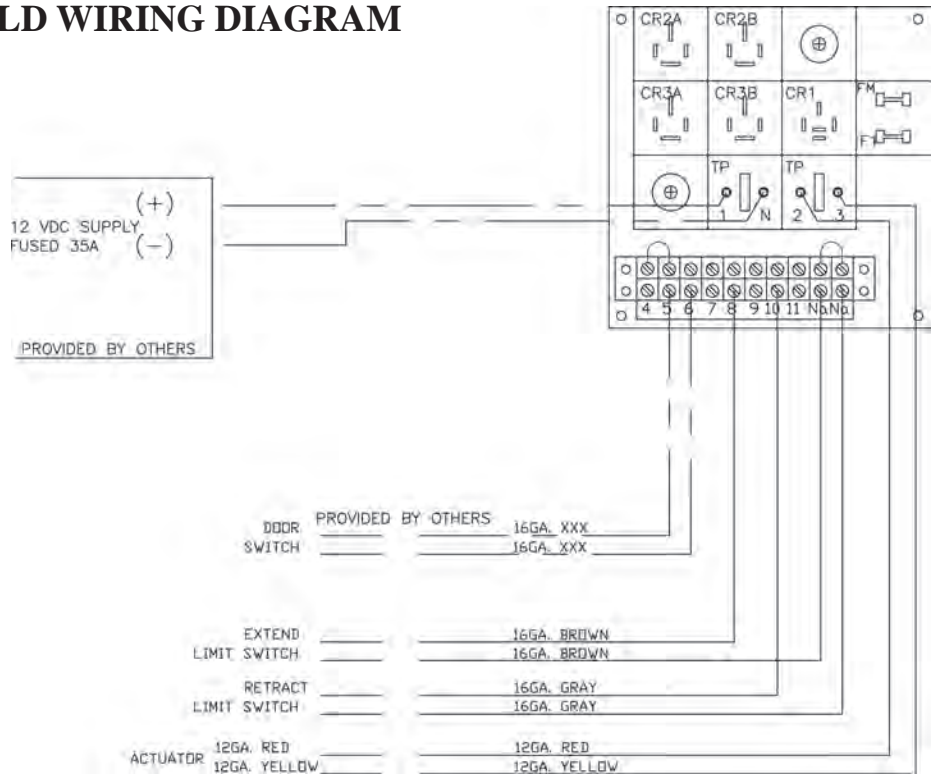 LD WIRING DIAGRAM
CR2A CR2B
CR3A CR3B CR1 FM
F1
TP TP
1 N 2 3
(+)
12 VDC SUPPLY
FUSED 35A (-)
PROVIDED BY OTHERS
4 5 6 7 8 9 10 11 Na Na
DOOR PROVIDED BY OTHERS 16GA. XXX
SWITCH 16GA. XXX
EXTEND 16GA. BROWN
LIMIT SWITCH 16GA. BROWN
RETRACT 16GA. GRAY
LIMIT SWITCH 16GA. GRAY
ACTUATOR 12GA. RED 12GA. RED
12GA. YELLOW 12GA. YELLOW